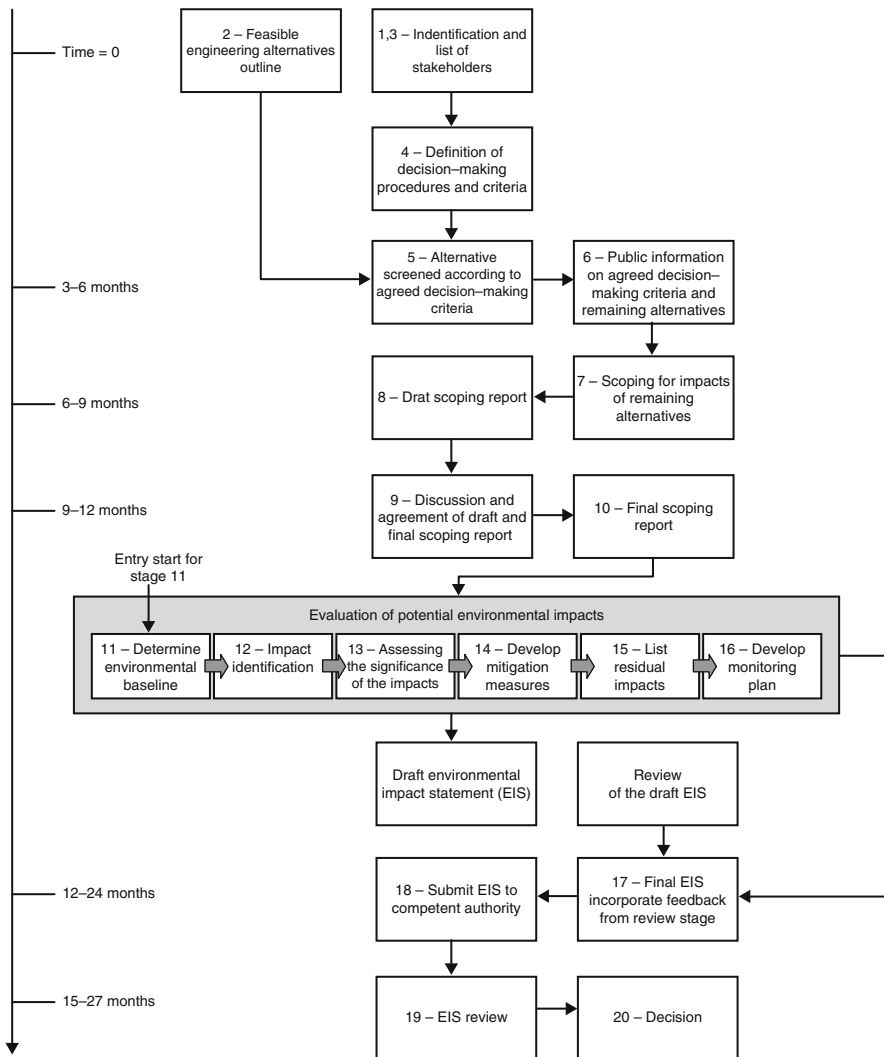 Time = 0
2 – Feasible
engineering alternatives
outline
1,3 – Indentification and
list of
stakeholders
4 – Definition of
decision–making
procedures and criteria
3–6 months
5 – Alternative
screened according to
agreed decision–making
criteria
6 – Public information
on agreed decision–
making criteria and
remaining alternatives
6–9 months
8 – Drat scoping report
7 – Scoping for impacts
of remaining
alternatives
9–12 months
9 – Discussion and
agreement of draft and
final scoping report
10 – Final scoping
report
Entry start for
stage 11
Evaluation of potential environmental impacts
11 – Determine
environmental
baseline
12 – Impact
identification
13 – Assessing
the significance
of the impacts
14 – Develop
mitigation
measures
15 – List
residual
impacts
16 – Develop
monitoring
plan
Draft environmental
impact statement (EIS)
Review
of the draft EIS
12–24 months
18 – Submit EIS to
competent authority
17 – Final EIS
incorporate feedback
from review stage
15–27 months
19 – EIS review
20 – Decision